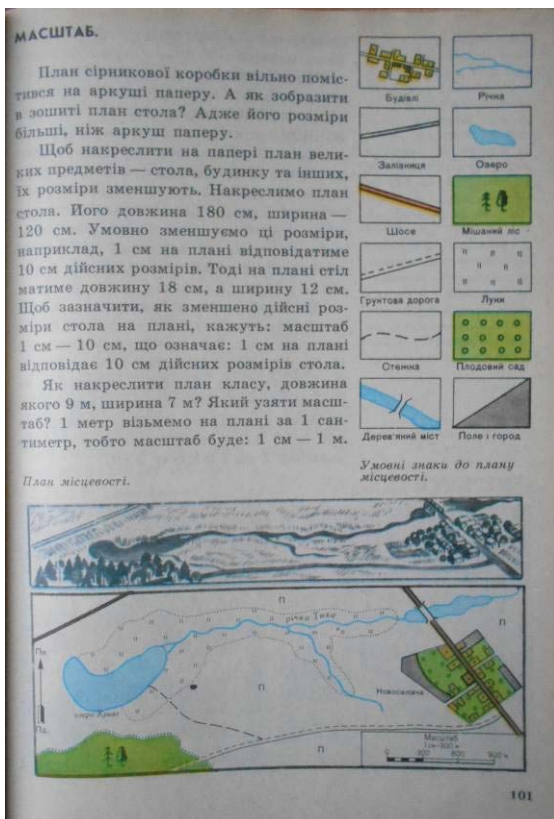 МАСШТАБ.
План сірникової коробки вільно поміс-
тився на аркуші паперу. А як зобразити
в зошиті план стола? Адже його розміри
більші, ніж аркуш паперу.
Щоб накреслити на папері план вели-
ких предметів — стола, будинку та інших,
їх розміри зменшують. Накреслимо план
стола. Його довжина 180 см, ширина —
120 см. Умовно зменшуємо ці розміри,
наприклад, 1 см на плані відповідатиме
10 см дійсних розмірів. Тоді на плані стіл
матиме довжину 18 см, а ширину 12 см.
Щоб зазначити, як зменшено дійсні роз-
міри стола на плані, кажуть: масштаб
1 см — 10 см, що означає: 1 см на плані
відповідає 10 см дійсних розмірів стола.
Як накреслити план класу, довжина
якого 9 м, ширина 7 м? Який узяти масш-
таб? 1 метр візьмемо на плані за 1 сан-
тиметр, тобто масштаб буде: 1 см — 1 м.
Будівлі
Річка
Залізниця
Озеро
Шосе
Мішаний ліс
Грунтова дорога
Луки
Стежка
Плодовий сад
Дерев'яний міст
Поле і город
Умовні знаки до плану
місцевості.
План місцевості.
Пн.
Пд.
П
річка
П
П
П
озеро
Новоселиця
Масштаб
0 300 600 900 м
101